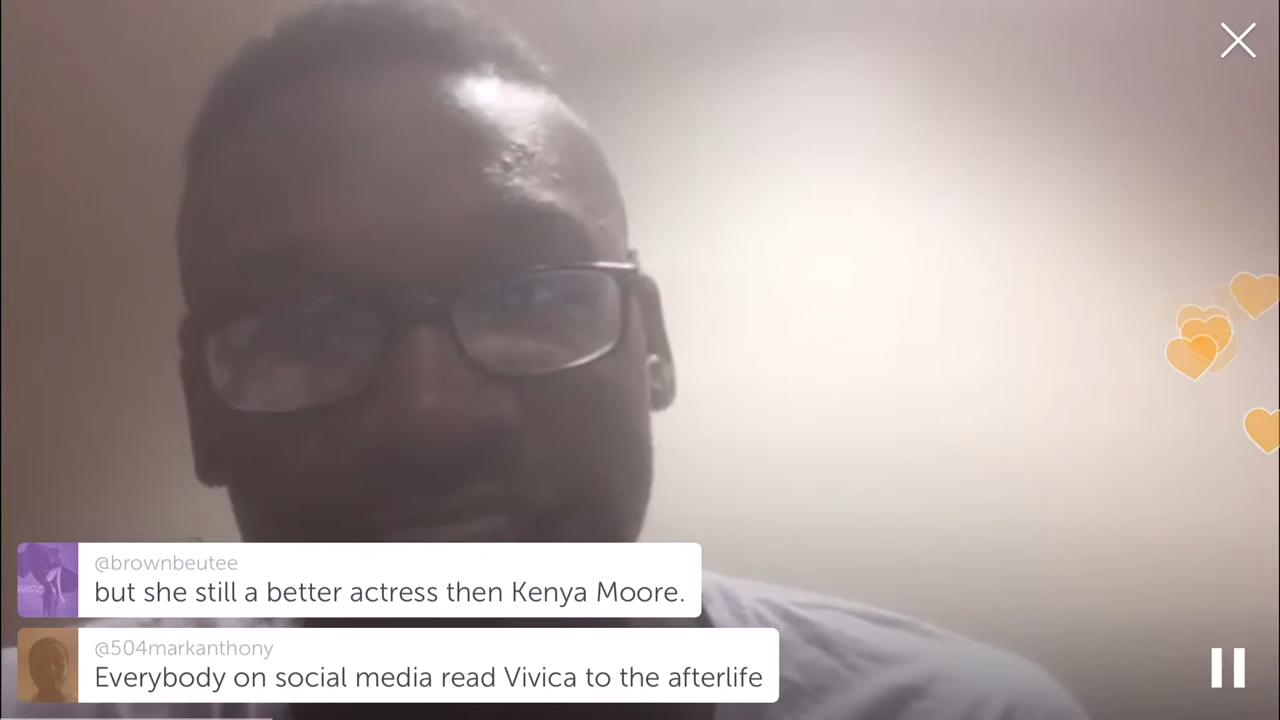 @brownbeutee
but she still a better actress then Kenya Moore.
@504markanthony
Everybody on social media read Vivica to the afterlife